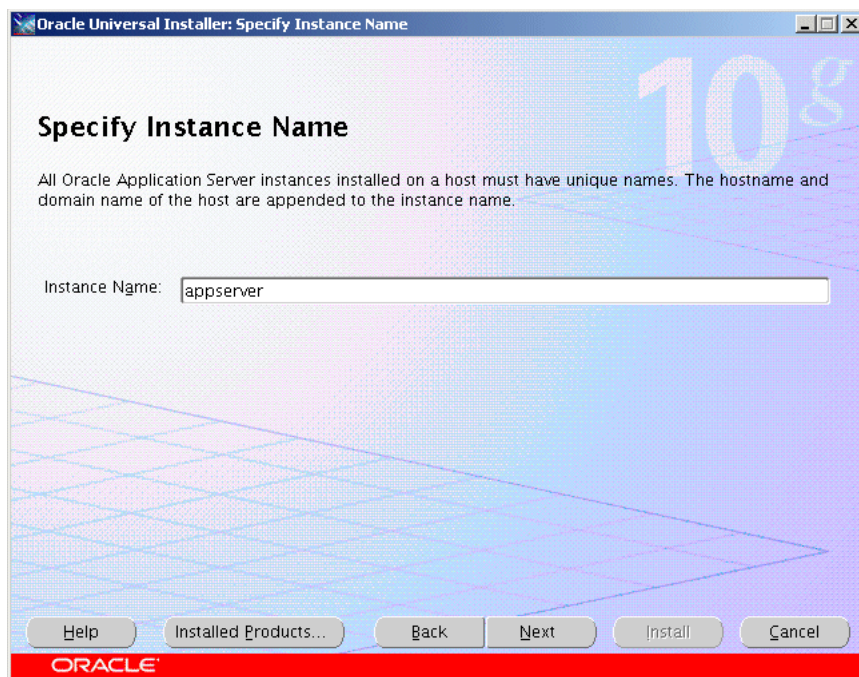 Oracle Universal Installer: Specify Instance Name
10g
Specify Instance Name
All Oracle Application Server instances installed on a host must have unique names. The hostname and
domain name of the host are appended to the instance name.
Instance Name: appserver
Help Installed Products... Back Next Install Cancel
ORACLE